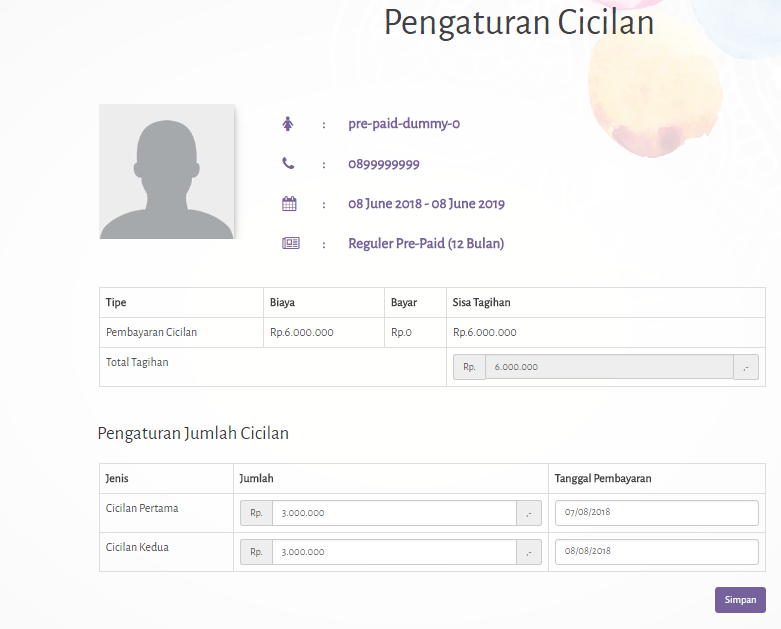 Pengaturan Cicilan
: pre-paid-dummy-0
: 0899999999
: 08 June 2018 - 08 June 2019
: Reguler Pre-Paid (12 Bulan)
Tipe Biaya Bayar Sisa Tagihan
Pembayaran Cicilan Rp.6.000.000 Rp.0 Rp.6.000.000
Total Tagihan Rp. 6.000.000 ,-
Pengaturan Jumlah Cicilan
Jenis Jumlah Tanggal Pembayaran
Cicilan Pertama Rp. 3.000.000 ,- 07/08/2018
Cicilan Kedua Rp. 3.000.000 ,- 08/08/2018
Simpan